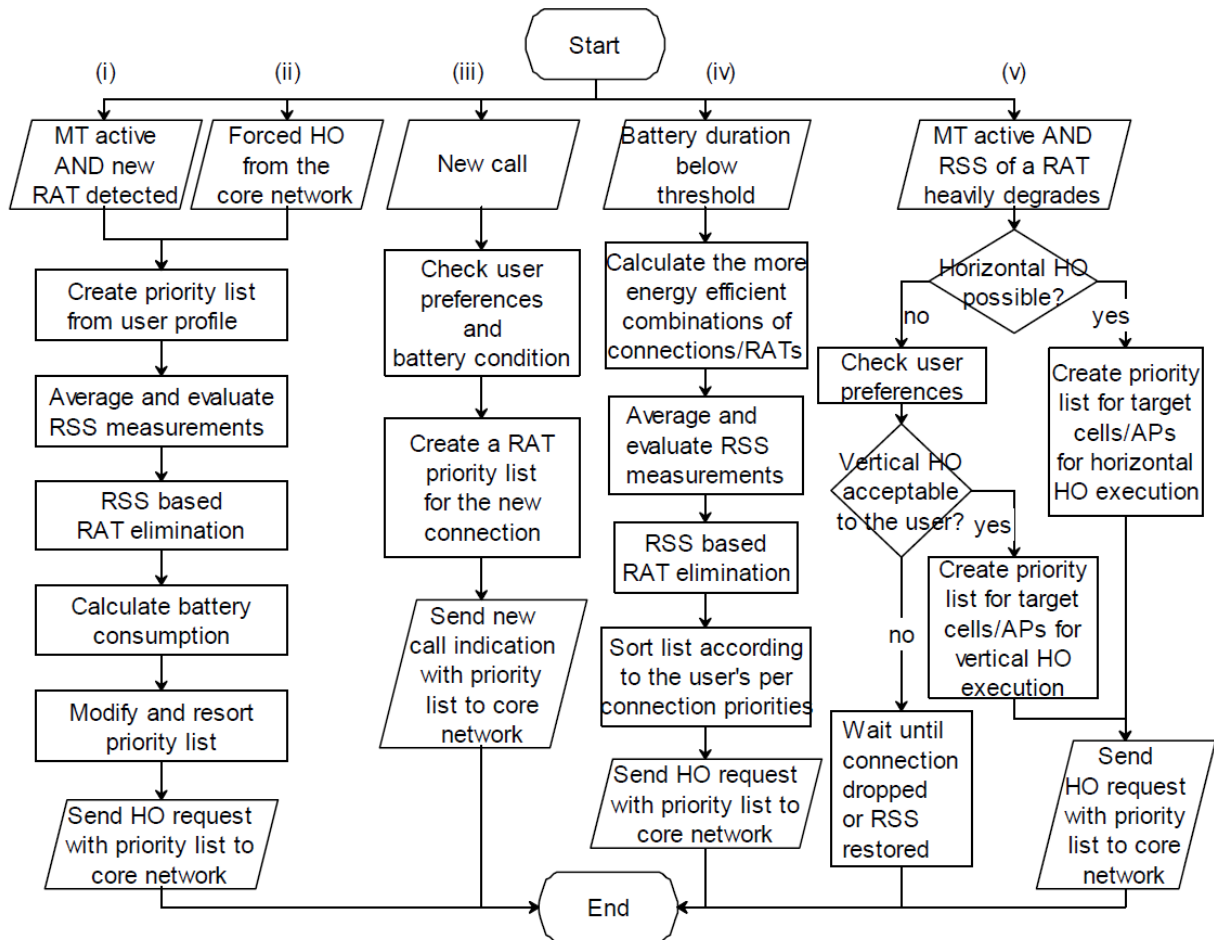 Start
(i)
(ii)
(iii)
(iv)
(v)
MT active
AND new
RAT detected
Forced HO
from the
core network
New call
Battery duration
below
threshold
MT active AND
RSS of a RAT
heavily degrades
Create priority list
from user profile
Average and evaluate
RSS measurements
RSS based
RAT elimination
Calculate battery
consumption
Modify and resort
priority list
Send HO request
with priority list to
core network
Check user
preferences
and
battery condition
Create a RAT
priority list
for the new
connection
Send new
call indication
with priority
list to core
network
Calculate the more
energy efficient
combinations of
connections/RATs
Average and
evaluate RSS
measurements
RSS based
RAT elimination
Sort list according
to the user's per
connection priorities
Send HO request
with priority list to
core network
Horizontal HO
possible?
no
yes
Check user
preferences
Vertical HO
acceptable
to the user?
yes
no
Create priority
list for target
cells/APs for
vertical HO
execution
Wait until
connection
dropped
or RSS
restored
Create priority
list for target
cells/APs
for horizontal
HO execution
Send
HO request
with priority
list to core
network
End